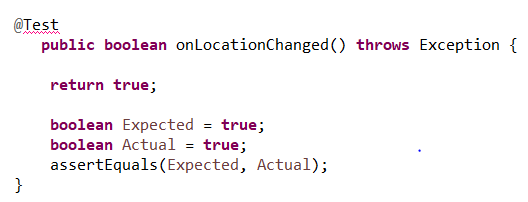 @Test
public boolean onLocationChanged() throws Exception {
return true;
boolean Expected = true;
boolean Actual = true;
assertEquals(Expected, Actual);
}